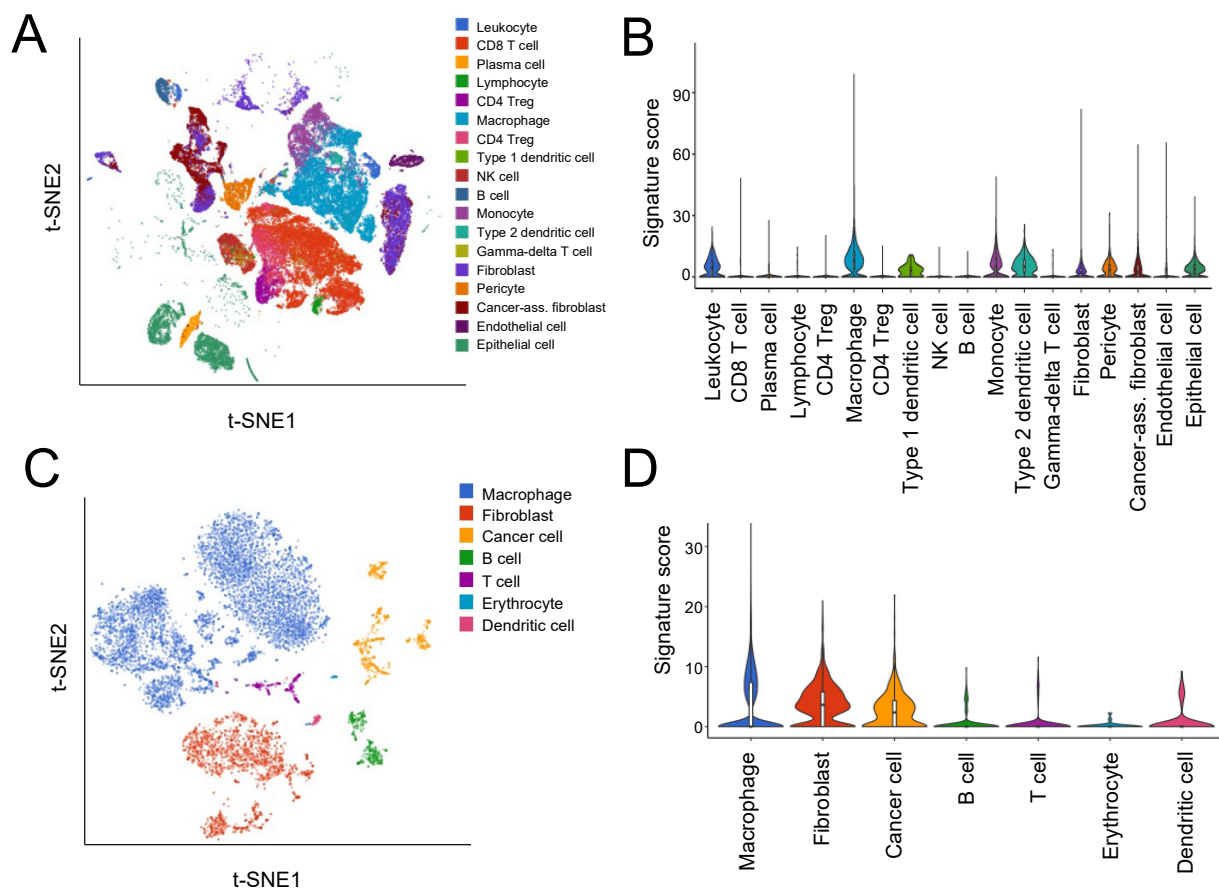 A
t-SNE2
t-SNE1
Leukocyte
CD8 T cell
Plasma cell
Lymphocyte
CD4 Treg
Macrophage
CD4 Treg
Type 1 dendritic cell
NK cell
B cell
Monocyte
Type 2 dendritic cell
Gamma-delta T cell
Fibroblast
Pericyte
Cancer-ass. fibroblast
Endothelial cell
Epithelial cell
B
Signature score
90
60
30
0
Leukocyte
CD8 T cell
Plasma cell
Lymphocyte
CD4 Treg
Macrophage
CD4 Treg
Type 1 dendritic cell
NK cell
B cell
Monocyte
Type 2 dendritic cell
Gamma-delta T cell
Fibroblast
Pericyte
Cancer-ass. fibroblast
Endothelial cell
Epithelial cell
C
t-SNE2
t-SNE1
Macrophage
Fibroblast
Cancer cell
B cell
T cell
Erythrocyte
Dendritic cell
D
Signature score
30
20
10
0
Macrophage
Fibroblast
Cancer cell
B cell
T cell
Erythrocyte
Dendritic cell